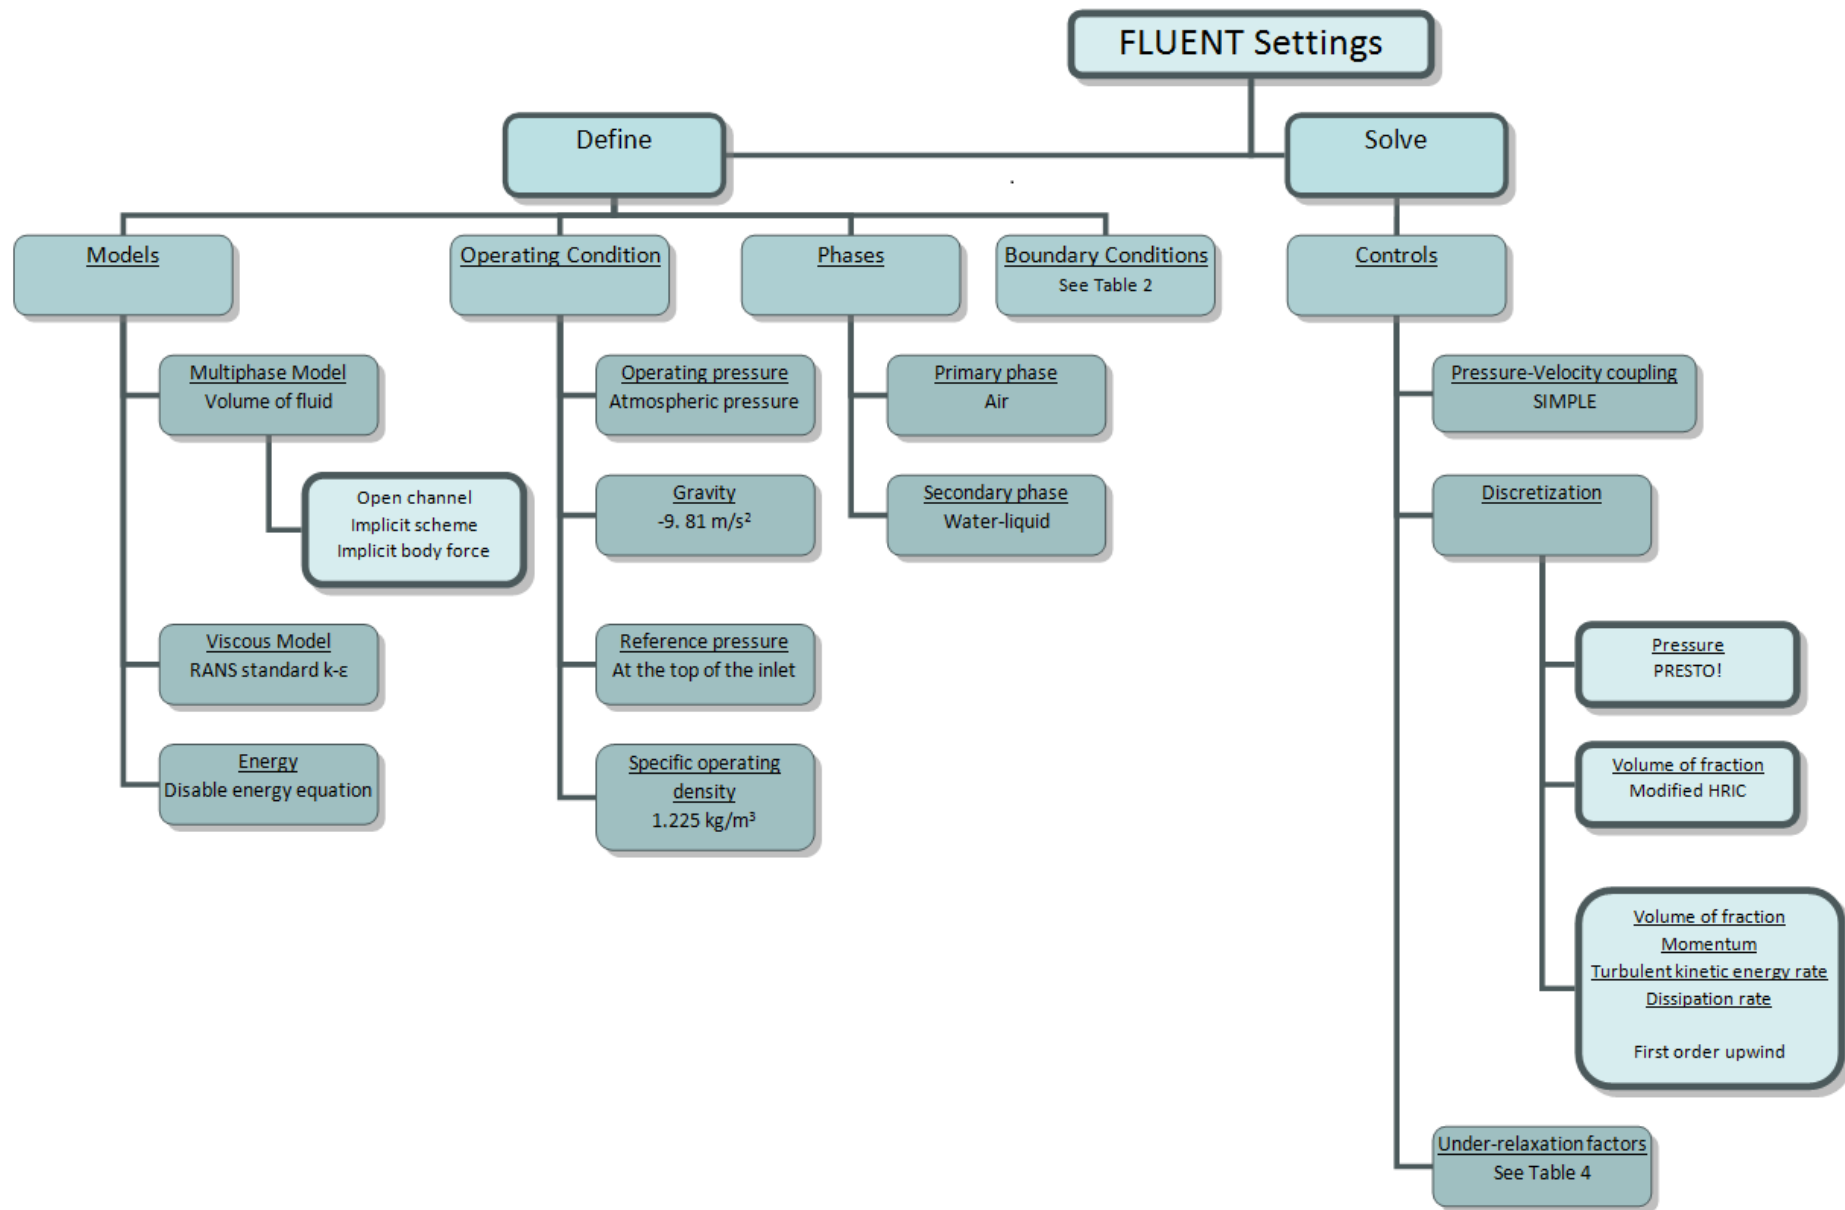 FLUENT Settings
Define
Solve
Models
Operating Condition
Phases
Boundary Conditions
See Table 2
Controls
Multiphase Model
Volume of fluid
Open channel
Implicit scheme
Implicit body force
Viscous Model
RANS standard k-ε
Energy
Disable energy equation
Operating pressure
Atmospheric pressure
Gravity
-9. 81 m/s²
Reference pressure
At the top of the inlet
Specific operating
density
1.225 kg/m³
Primary phase
Air
Secondary phase
Water-liquid
Pressure-Velocity coupling
SIMPLE
Discretization
Pressure
PRESTO!
Volume of fraction
Modified HRIC
Volume of fraction
Momentum
Turbulent kinetic energy rate
Dissipation rate
First order upwind
Under-relaxation factors
See Table 4